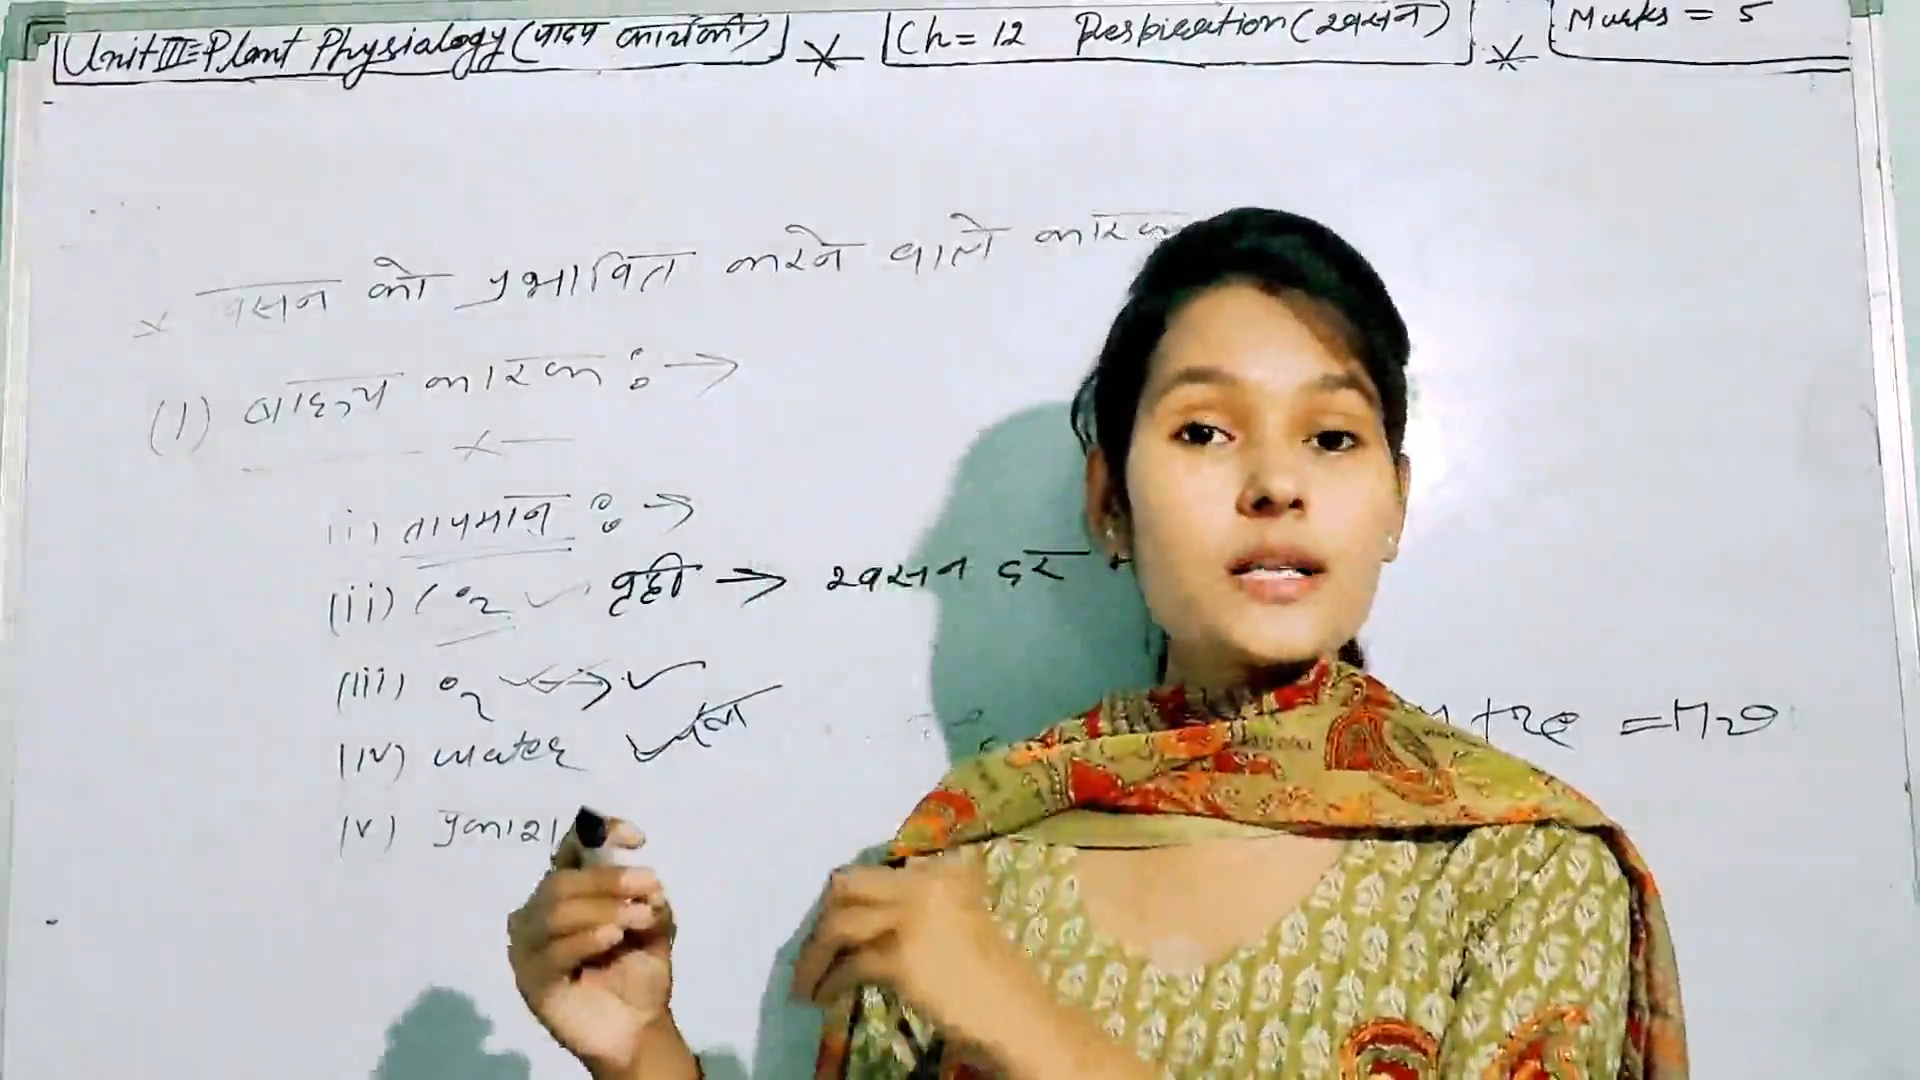 Unit III = Plant Physialogy (पादप कार्यिकी) * Ch = 12 Respiration (श्वसन) * Marks = 5
* श्वसन को प्रभावित करने वाले कारक
(1) बाह्य कारक : →
(i) तापमान : →
(ii) CO2 ✓ वृद्दी → श्वसन दर
(iii) O2
(iv) water
(v) प्रकाश
= H2O